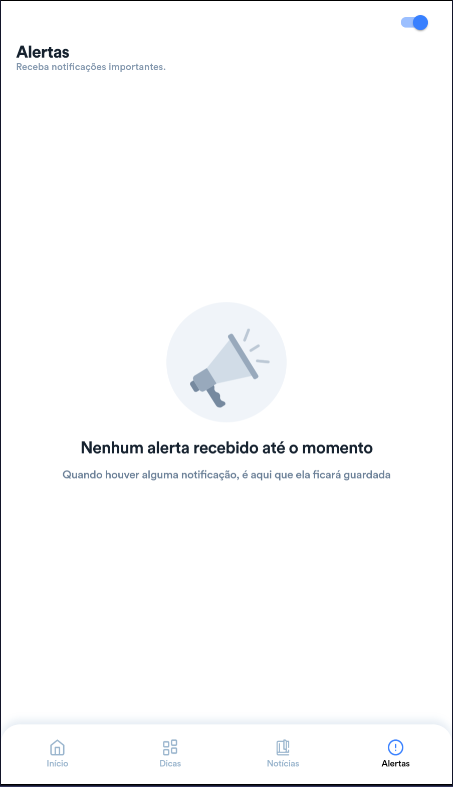 Alertas
Receba notificações importantes.
Nenhum alerta recebido até o momento
Quando houver alguma notificação, é aqui que ela ficará guardada
Início
Dicas
Notícias
Alertas